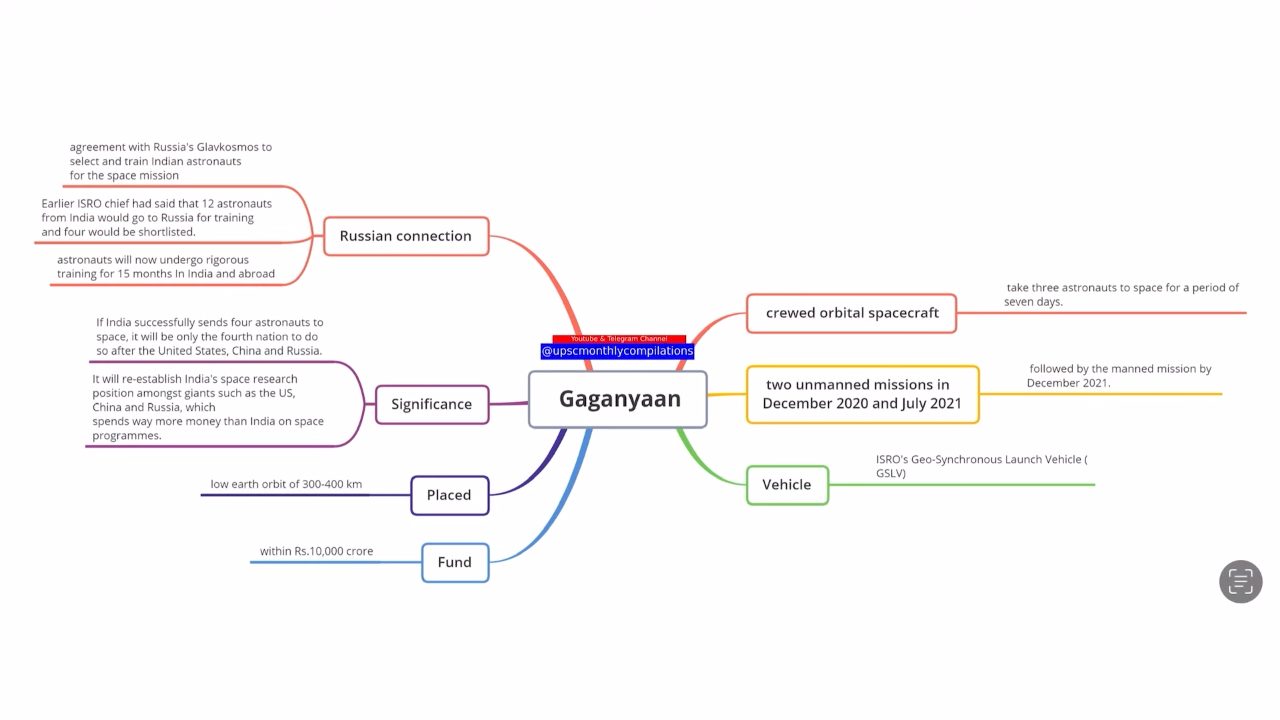 agreement with Russia's Glavkosmos to
select and train Indian astronauts
for the space mission
Earlier ISRO chief had said that 12 astronauts
from India would go to Russia for training
and four would be shortlisted.
astronauts will now undergo rigorous
training for 15 months In India and abroad
Russian connection
If India successfully sends four astronauts to
space, it will be only the fourth nation to do
so after the United States, China and Russia.
It will re-establish India's space research
position amongst giants such as the US,
China and Russia, which
spends way more money than India on space
programmes.
Significance
low earth orbit of 300-400 km
Placed
within Rs.10,000 crore
Fund
Youtube & Telegram Channel
@upscmonthlycompilations
Gaganyaan
crewed orbital spacecraft
take three astronauts to space for a period of
seven days.
two unmanned missions in
December 2020 and July 2021
followed by the manned mission by
December 2021.
Vehicle
ISRO's Geo-Synchronous Launch Vehicle (
GSLV)